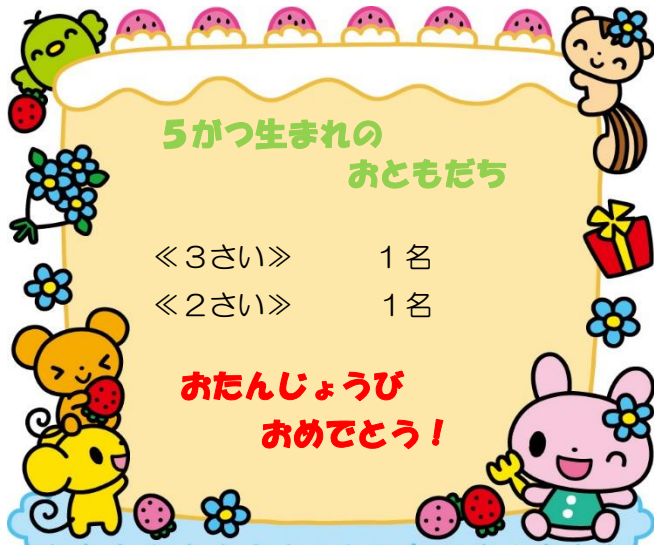 ５がつ生まれの
おともだち
≪３さい≫　　１名
≪２さい≫　　１名
おたんじょうび
おめでとう！